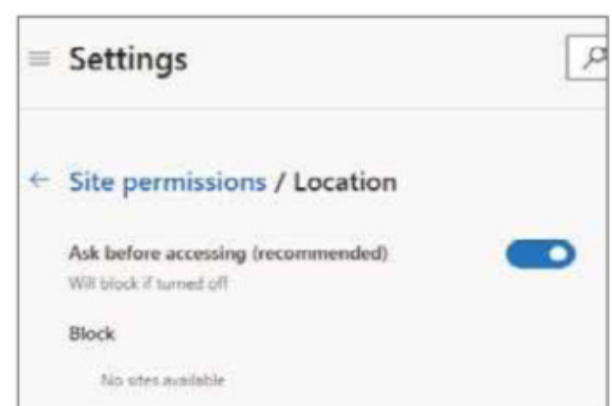 Settings
Site permissions / Location
Ask before accessing (recommended)
Will block if turned off
Block
No sites available